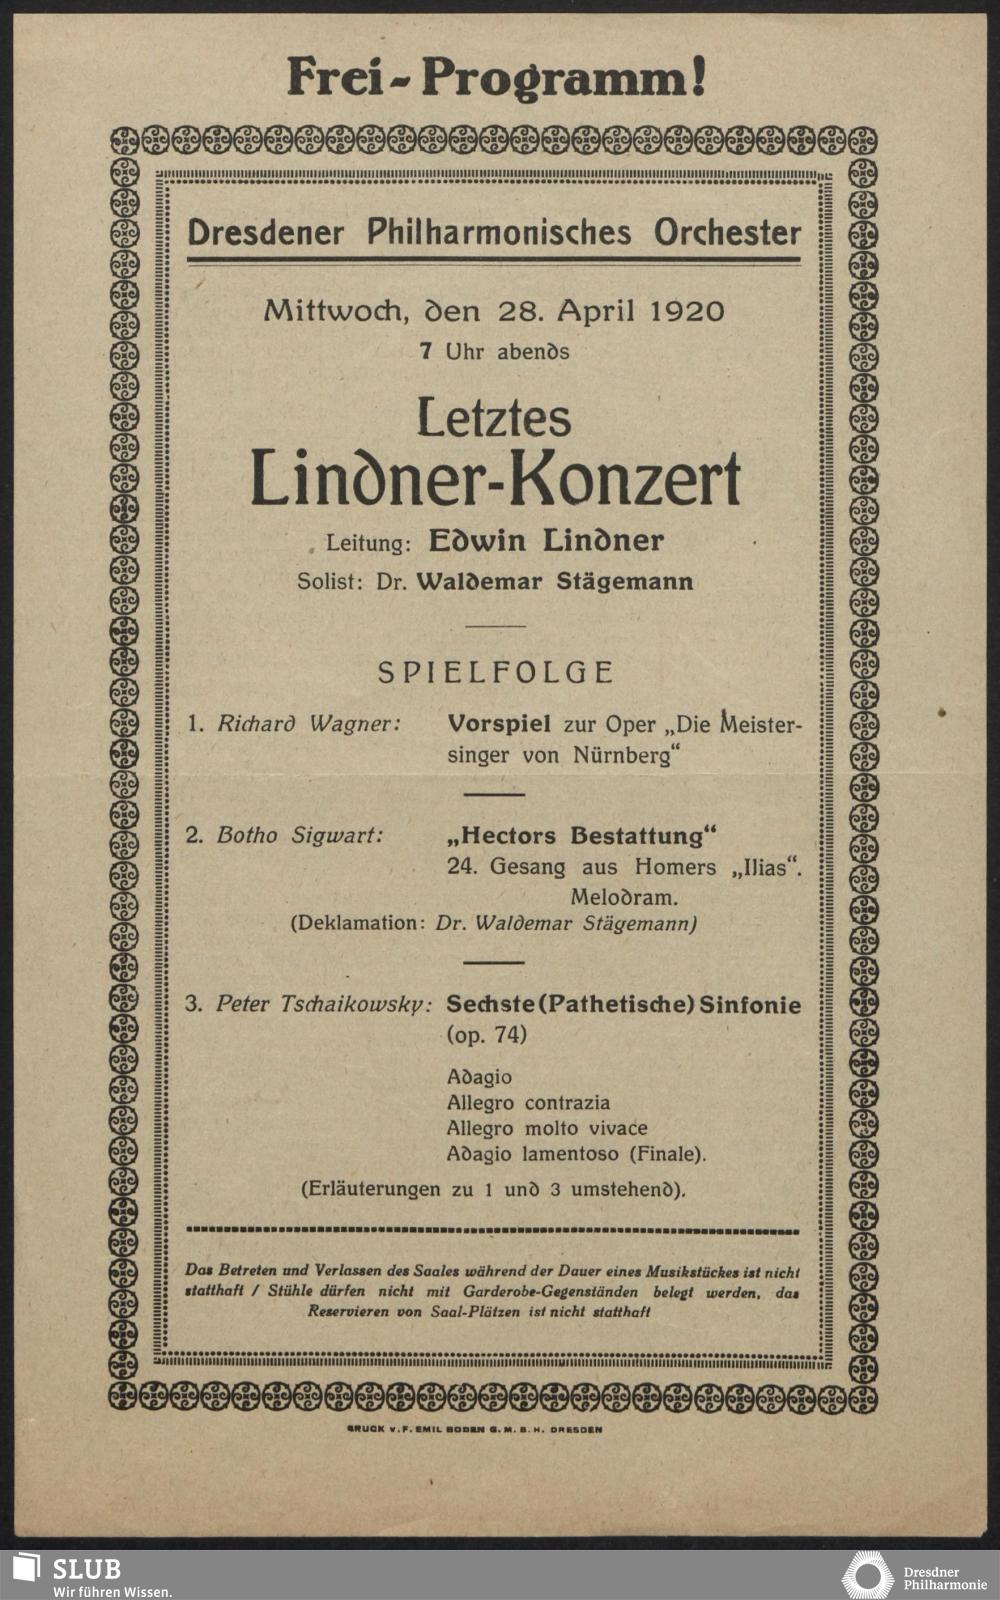 Frei-Programm!
Dresdener Philharmonisches Orchester
Mittwoch, den 28. April 1920
7 Uhr abends
Letztes
Lindner-Konzert
Leitung: Edwin Lindner
Solist: Dr. Waldemar Stägemann
SPIELFOLGE
1. Richard Wagner: Vorspiel zur Oper „Die Meister-
singer von Nürnberg“
2. Botho Sigwart: „Hectors Bestattung“
24. Gesang aus Homers „Ilias“.
Melodram.
(Deklamation: Dr. Waldemar Stägemann)
3. Peter Tschaikowsky: Sechste (Pathetische) Sinfonie
(op. 74)
Adagio
Allegro contrazia
Allegro molto vivace
Adagio lamentoso (Finale).
(Erläuterungen zu 1 und 3 umstehend).
Das Betreten und Verlassen des Saales während der Dauer eines Musikstückes ist nicht
statthaft / Stühle dürfen nicht mit Garderobe-Gegenständen belegt werden, das
Reservieren von Saal-Plätzen ist nicht statthaft
DRUCK v. F. EMIL BODEN G. M. B. H. DRESDEN
SLUB
Wir führen Wissen.
Dresdner
Philharmonie